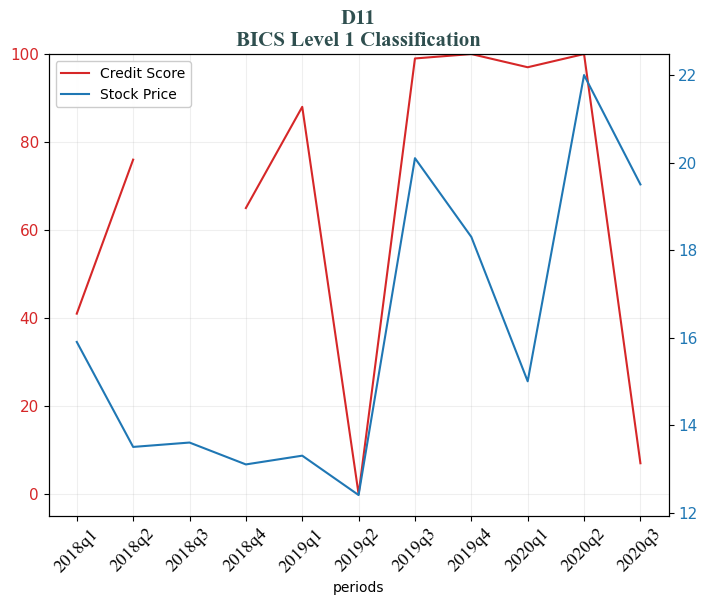 D11
BICS Level 1 Classification
Credit Score
Stock Price
100
80
60
40
20
0
22
20
18
16
14
12
2018q1
2018q2
2018q3
2018q4
2019q1
2019q2
2019q3
2019q4
2020q1
2020q2
2020q3
periods